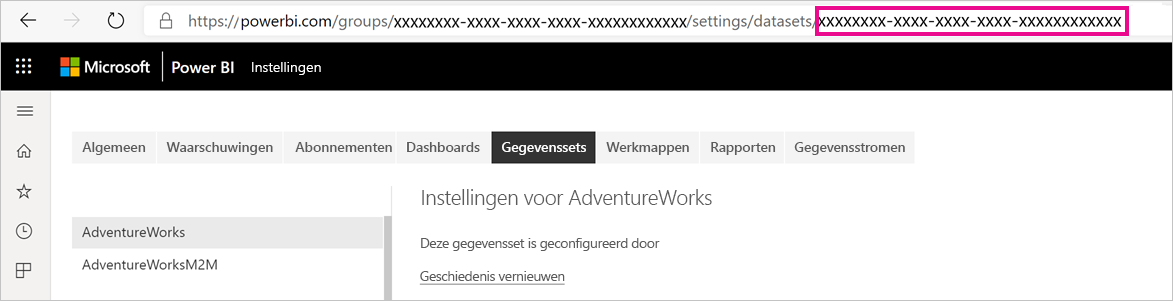 https://powerbi.com/groups/xxxxxxxx-xxxx-xxxx-xxxx-xxxxxxxxxxxx/settings/datasets/xxxxxxxx-xxxx-xxxx-xxxx-xxxxxxxxxxxx
Microsoft Power BI Instellingen
Algemeen Waarschuwingen Abonnementen Dashboards Gegevenssets Werkmappen Rapporten Gegevensstromen
Instellingen voor AdventureWorks
AdventureWorks
Deze gegevensset is geconfigureerd door
AdventureWorksM2M
Geschiedenis vernieuwen